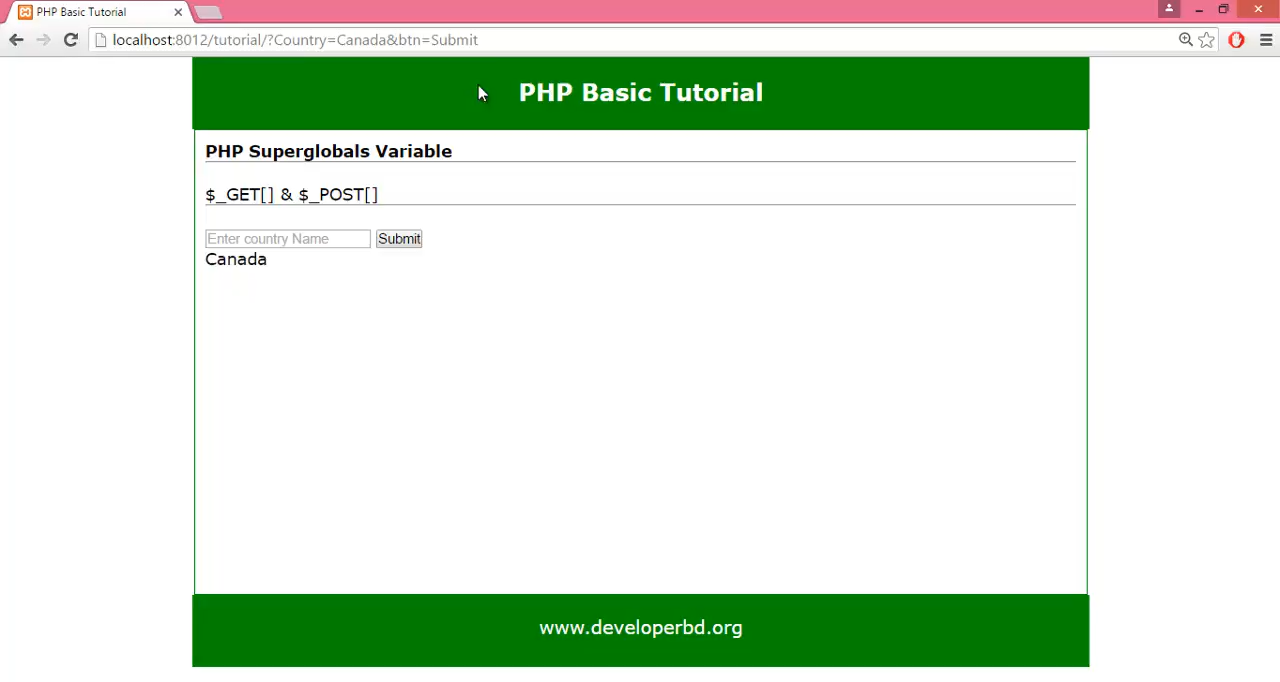 PHP Basic Tutorial
localhost:8012/tutorial/?Country=Canada&btn=Submit
PHP Basic Tutorial
PHP Superglobals Variable
$_GET[] & $_POST[]
Enter country Name Submit
Canada
www.developerbd.org